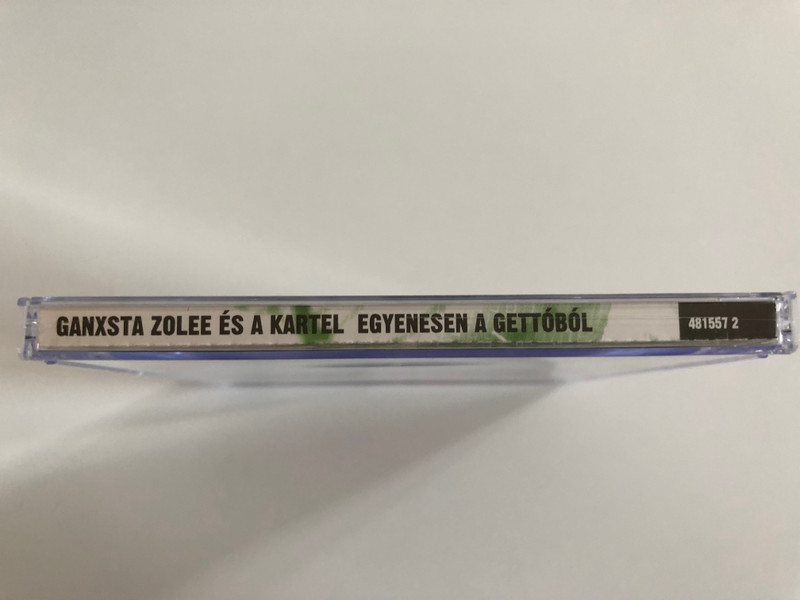 GANXSTA ZOLEE ÉS A KARTEL EGYENESEN A GETTÓBÓL 481557 2